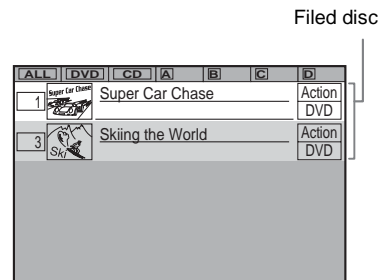 Filed disc
ALL DVD CD A B C D
1 Super Car Chase Super Car Chase Action
DVD
3 Ski Skiing the World Action
DVD